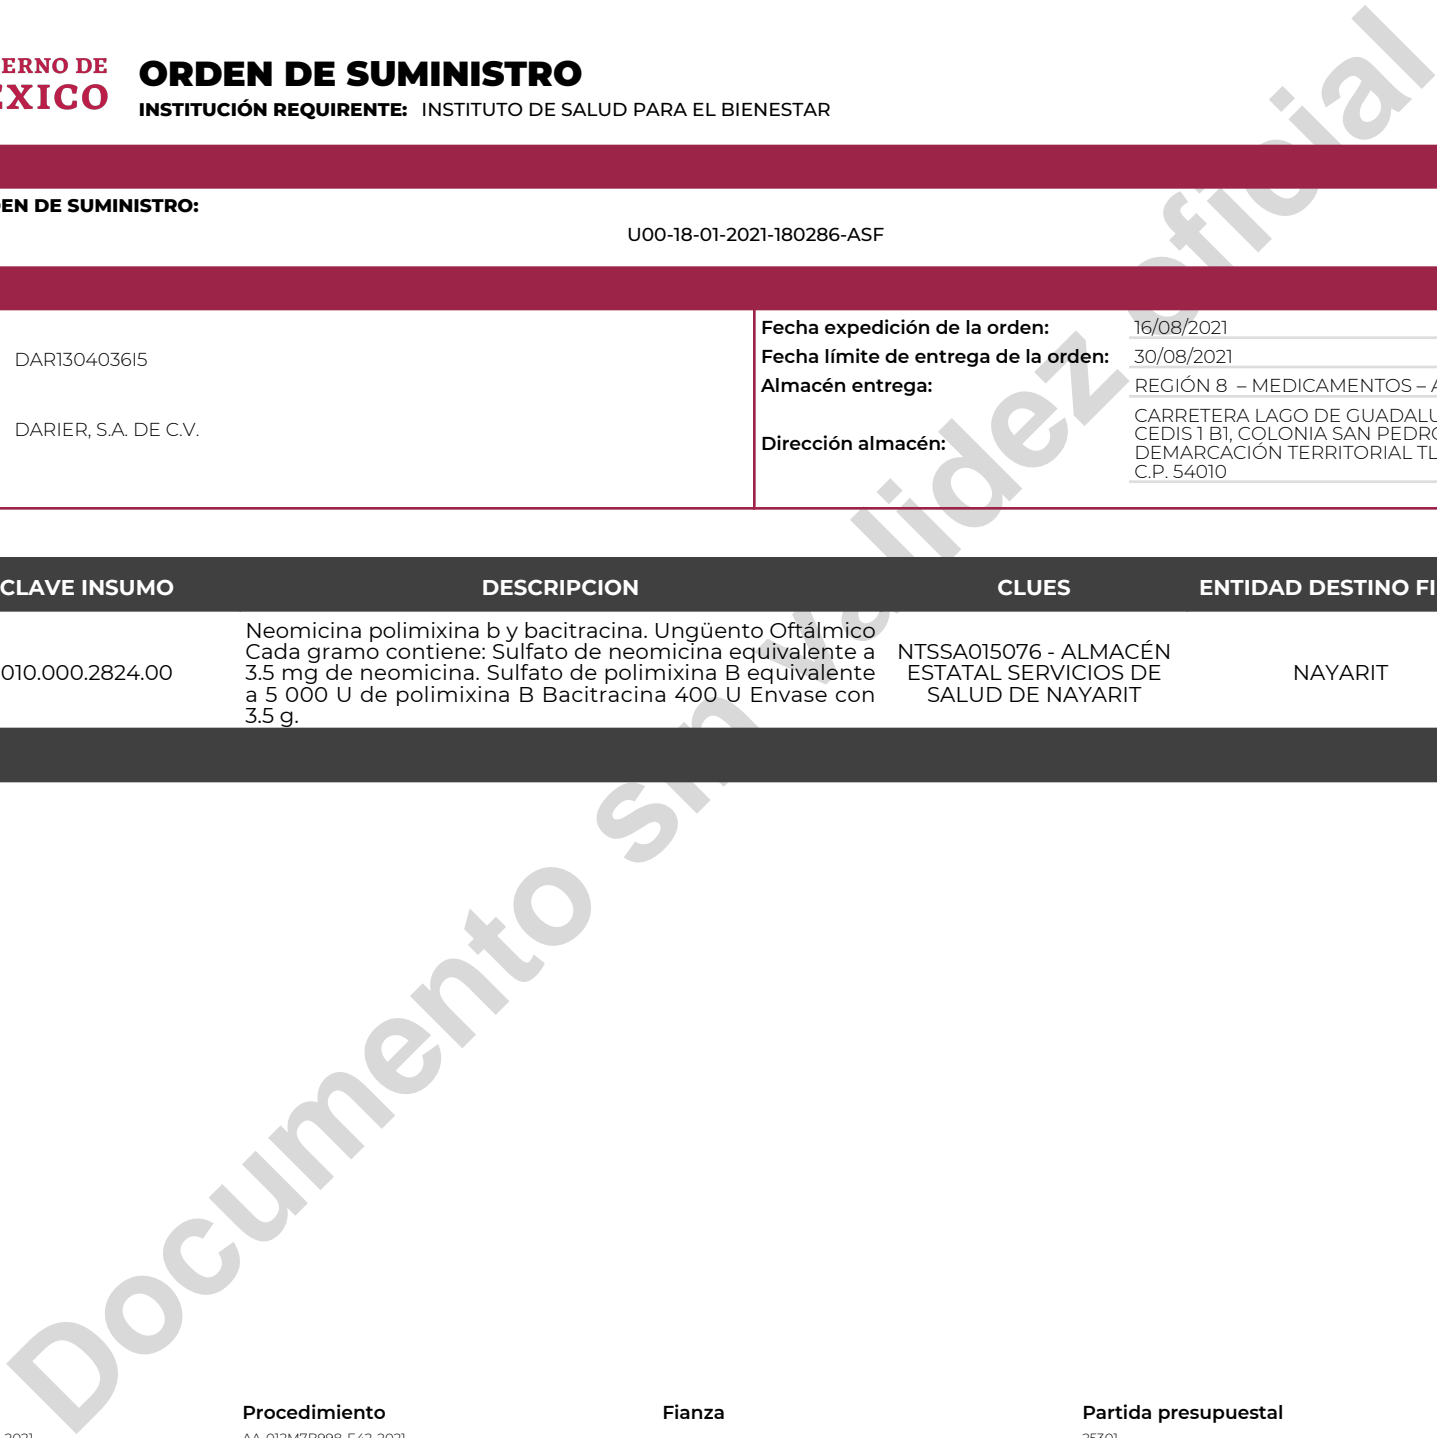 ERNO DE
ORDEN DE SUMINISTRO
INSTITUCIÓN REQUIRENTE: INSTITUTO DE SALUD PARA EL BIENESTAR
EN DE SUMINISTRO:
U00-18-01-2021-180286-ASF
DAR1304036I5
DARIER, S.A. DE C.V.
Fecha expedición de la orden: 16/08/2021
Fecha límite de entrega de la orden: 30/08/2021
Almacén entrega: REGIÓN 8 – MEDICAMENTOS – A
Dirección almacén: CARRETERA LAGO DE GUADALU
CEDIS 1 B1, COLONIA SAN PEDRO
DEMARCACIÓN TERRITORIAL TL
C.P. 54010
CLAVE INSUMO DESCRIPCION CLUES ENTIDAD DESTINO FI
010.000.2824.00
Neomicina polimixina b y bacitracina. Ungüento Oftálmico
Cada gramo contiene: Sulfato de neomicina equivalente a
3.5 mg de neomicina. Sulfato de polimixina B equivalente
a 5 000 U de polimixina B Bacitracina 400 U Envase con
3.5 g.
NTSSA015076 - ALMACÉN
ESTATAL SERVICIOS DE
SALUD DE NAYARIT
NAYARIT
Documento sin validez oficial
Procedimiento Fianza Partida presupuestal